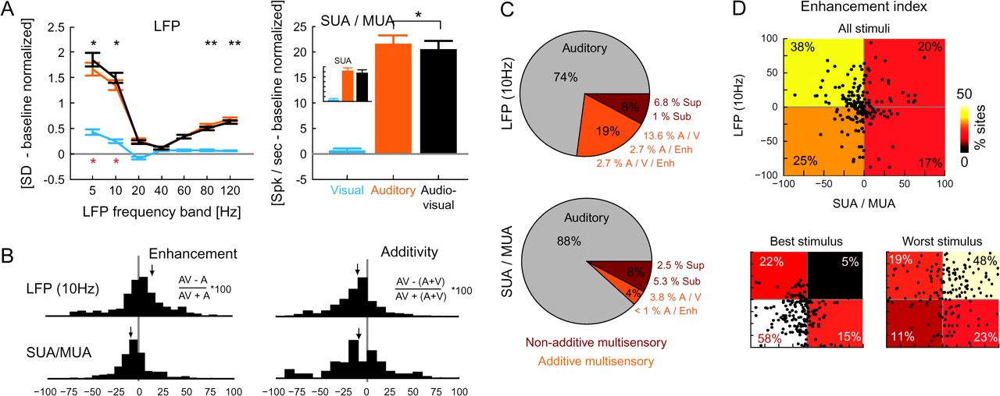 A
LFP
[SD - baseline normalized]
2.5
2
1.5
1
0.5
0
-0.5
* * ** **
* *
5 10 20 40 60 80 120
LFP frequency band [Hz]
SUA / MUA
*
[Spk / sec - baseline normalized]
25
20
15
10
5
0
-5
SUA
Visual Auditory Audio-
visual
B
Enhancement
Additivity
LFP (10Hz)
AV - A
AV + A
*100
AV - (A+V)
AV + (A+V)
*100
SUA/MUA
-100 -75 -50 -25 0 25 50 75 100
-100 -75 -50 -25 0 25 50 75 100
C
LFP (10Hz)
Auditory
74%
8%
19%
6.8 % Sup
1 % Sub
13.6 % A / V
2.7 % A / Enh
2.7 % A / V / Enh
SUA / MUA
Auditory
88%
8%
4%
2.5 % Sup
5.3 % Sub
3.8 % A / V
< 1 % A / Enh
Non-additive multisensory
Additive multisensory
D
Enhancement index
All stimuli
LFP (10Hz)
100
50
0
-50
-100
38%
20%
25%
17%
-100 -50 0 50 100
SUA / MUA
50
0
% sites
Best stimulus
22%
5%
58%
15%
Worst stimulus
19%
48%
11%
23%